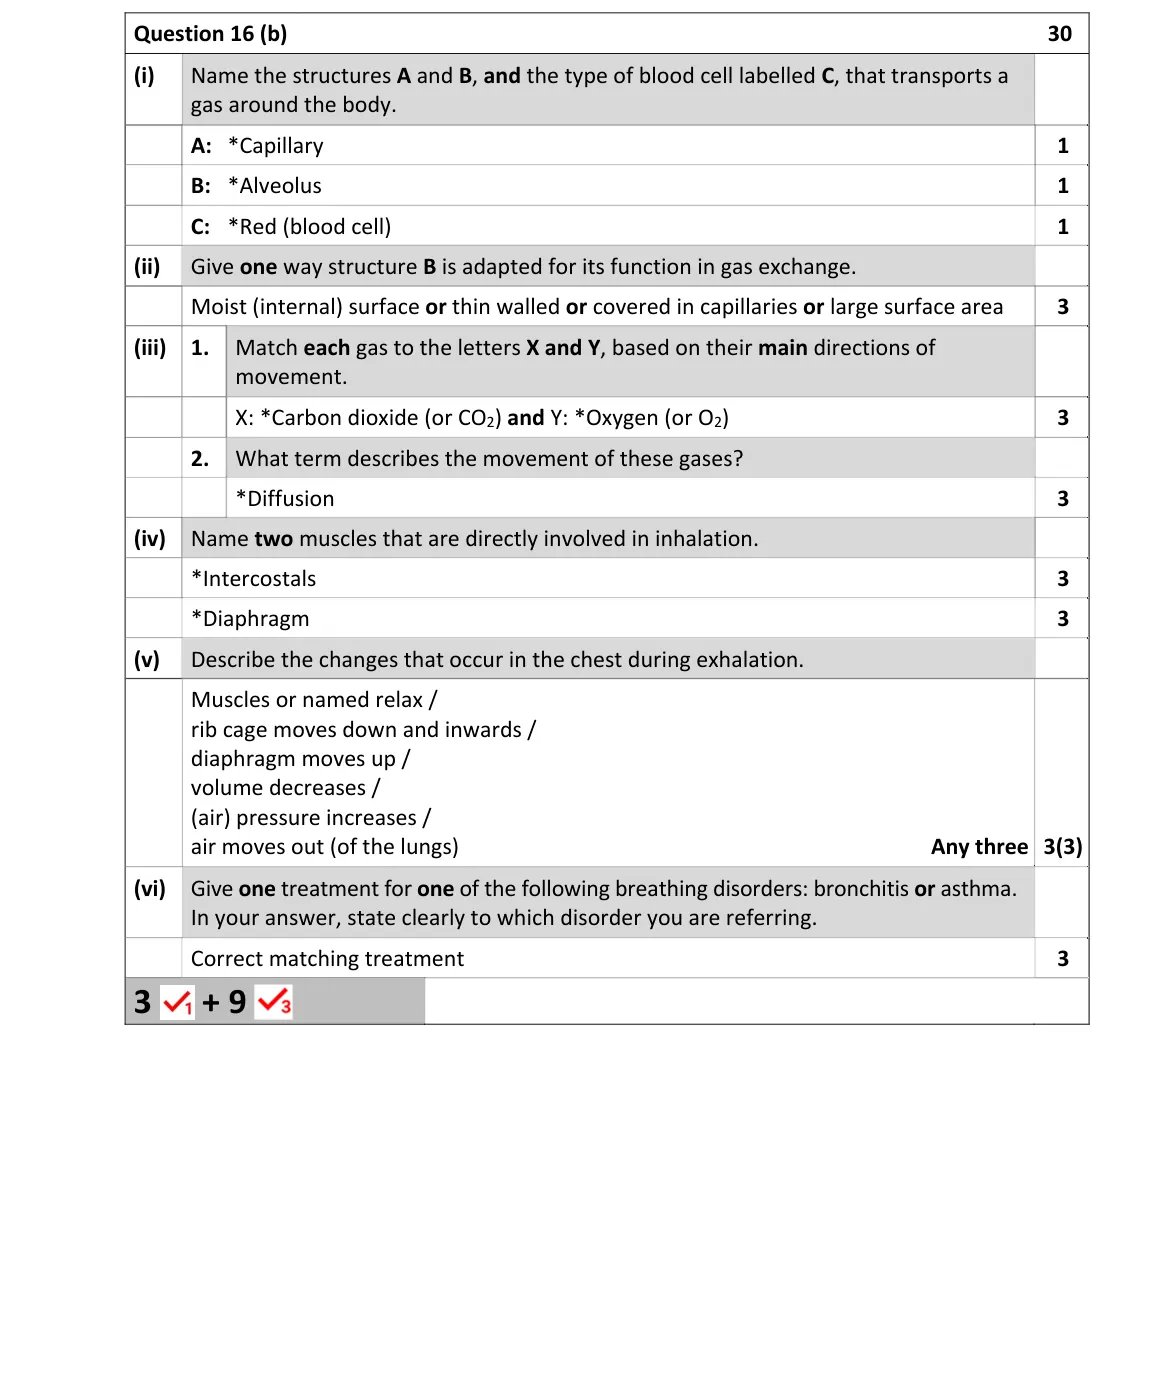 Question 16 (b) 30
(i) Name the structures A and B, and the type of blood cell labelled C, that transports a
gas around the body.
A: *Capillary 1
B: *Alveolus 1
C: *Red (blood cell) 1
(ii) Give one way structure B is adapted for its function in gas exchange.
Moist (internal) surface or thin walled or covered in capillaries or large surface area 3
(iii) 1. Match each gas to the letters X and Y, based on their main directions of
movement.
X: *Carbon dioxide (or CO₂) and Y: *Oxygen (or O₂) 3
2. What term describes the movement of these gases?
*Diffusion 3
(iv) Name two muscles that are directly involved in inhalation.
*Intercostals 3
*Diaphragm 3
(v) Describe the changes that occur in the chest during exhalation.
Muscles or named relax /
rib cage moves down and inwards /
diaphragm moves up /
volume decreases /
(air) pressure increases /
air moves out (of the lungs) Any three 3(3)
(vi) Give one treatment for one of the following breathing disorders: bronchitis or asthma.
In your answer, state clearly to which disorder you are referring.
Correct matching treatment 3
3 ✓1 + 9 ✓3